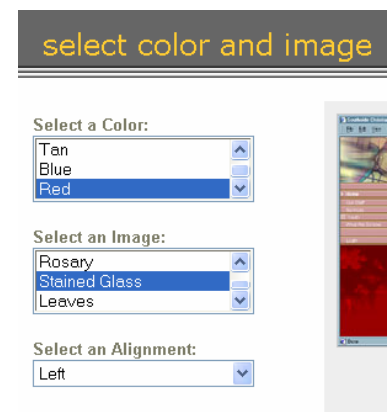 select color and image
Select a Color:
Tan
Blue
Red
Select an Image:
Rosary
Stained Glass
Leaves
Select an Alignment:
Left